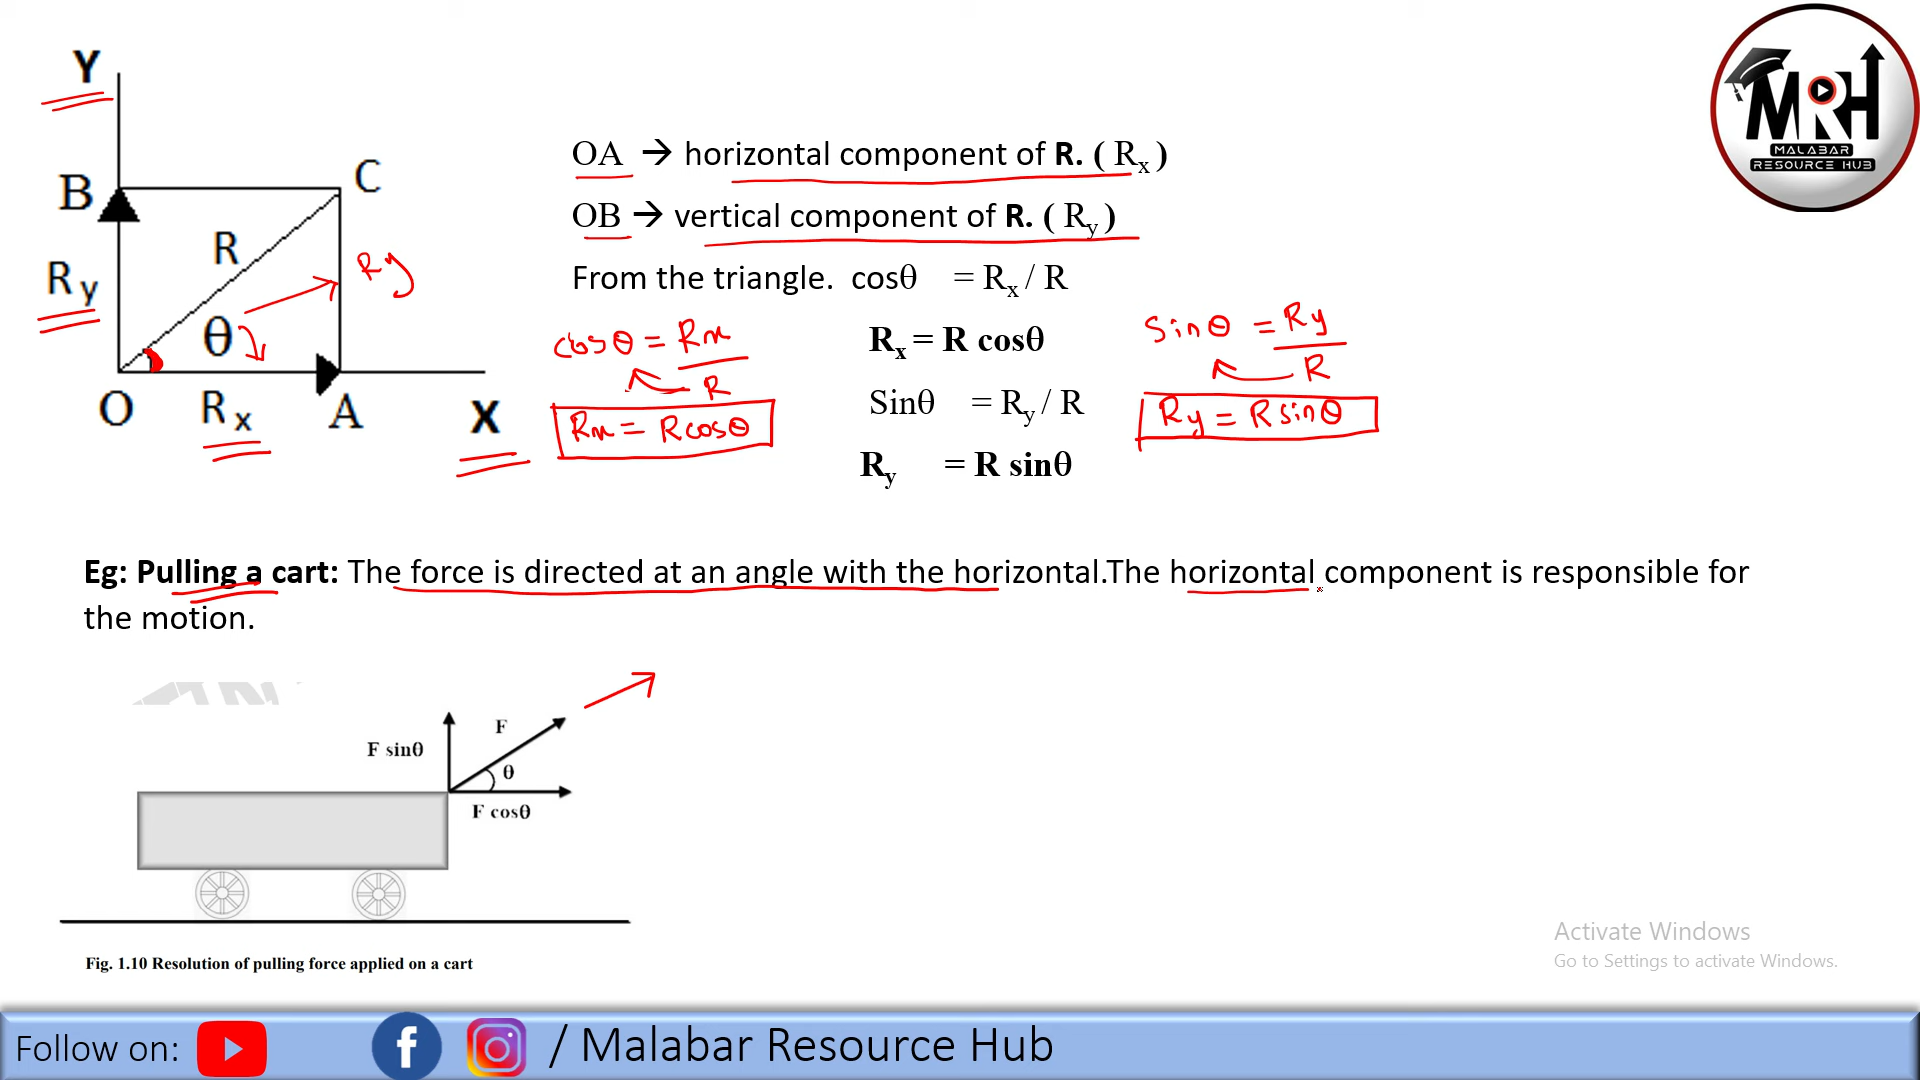 Y
B
C
R
Ry
Ry
θ
O
Rx
A
X
OA → horizontal component of R. ( Rx )
OB → vertical component of R. ( Ry )
From the triangle. cosθ = Rx / R
Rx = R cosθ
Sinθ = Ry / R
Ry = R sinθ
cosθ = Rx
R
Rx = R cosθ
Sinθ = Ry
R
Ry = R sinθ
Eg: Pulling a cart: The force is directed at an angle with the horizontal.The horizontal component is responsible for
the motion.
F
F sinθ
θ
F cosθ
Fig. 1.10 Resolution of pulling force applied on a cart
MRH
MALABAR
RESOURCE HUB
Activate Windows
Go to Settings to activate Windows.
Follow on: f / Malabar Resource Hub